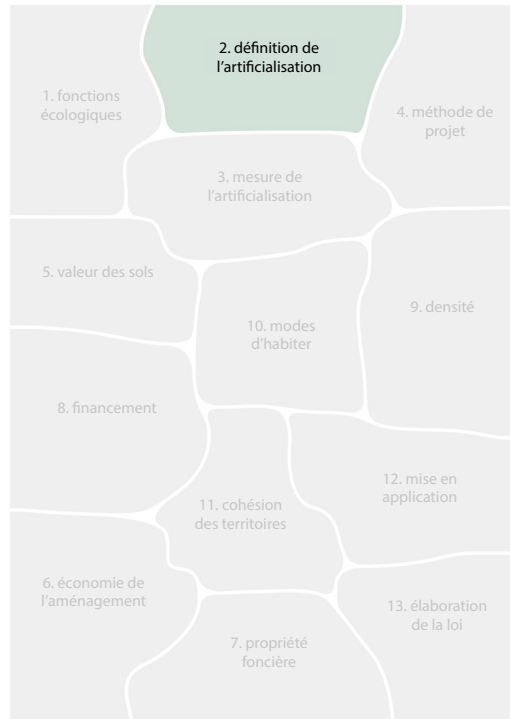 2. définition de
l'artificialisation
1. fonctions
écologiques
4. méthode de
projet
3. mesure de
l'artificialisation
5. valeur des sols
9. densité
10. modes
d'habiter
8. financement
12. mise en
application
11. cohésion
des territoires
6. économie de
l'aménagement
13. élaboration
de la loi
7. propriété
foncière